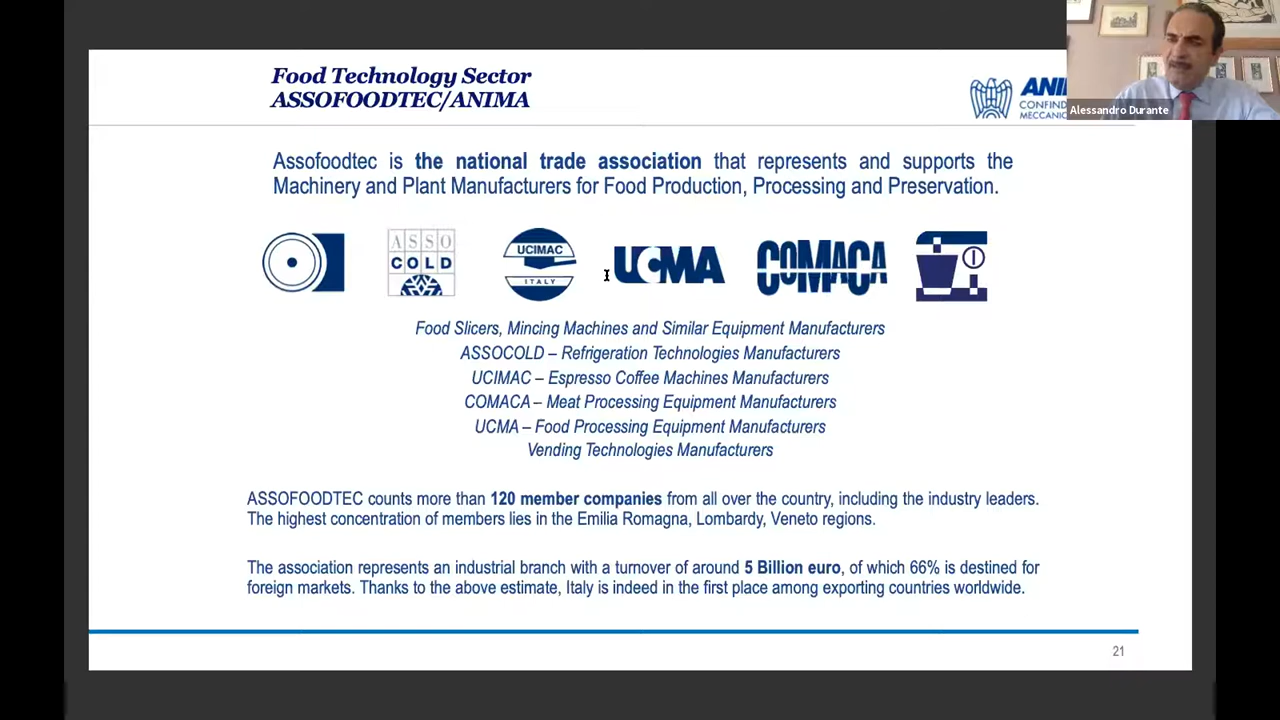 Food Technology Sector
ASSOFOODTEC/ANIMA
CONFIND
MECCANIC
Alessandro Durante
Assofoodtec is the national trade association that represents and supports the
Machinery and Plant Manufacturers for Food Production, Processing and Preservation.
ASSO
COLD
UCIMAC
ITALY
UCMA
COMACA
Food Slicers, Mincing Machines and Similar Equipment Manufacturers
ASSOCOLD – Refrigeration Technologies Manufacturers
UCIMAC – Espresso Coffee Machines Manufacturers
COMACA – Meat Processing Equipment Manufacturers
UCMA – Food Processing Equipment Manufacturers
Vending Technologies Manufacturers
ASSOFOODTEC counts more than 120 member companies from all over the country, including the industry leaders.
The highest concentration of members lies in the Emilia Romagna, Lombardy, Veneto regions.
The association represents an industrial branch with a turnover of around 5 Billion euro, of which 66% is destined for
foreign markets. Thanks to the above estimate, Italy is indeed in the first place among exporting countries worldwide.
21